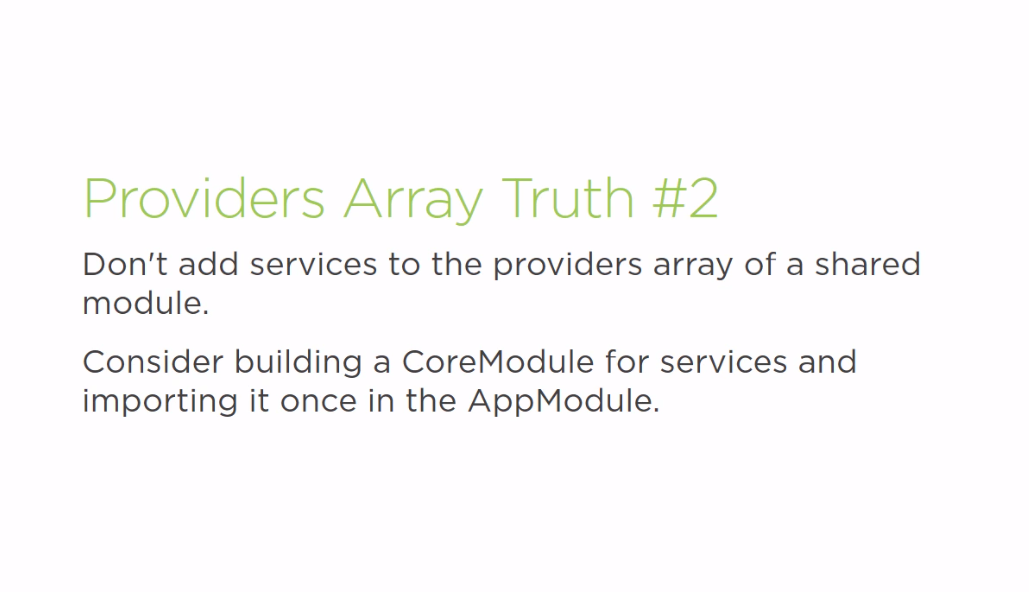 Providers Array Truth #2
Don't add services to the providers array of a shared
module.
Consider building a CoreModule for services and
importing it once in the AppModule.